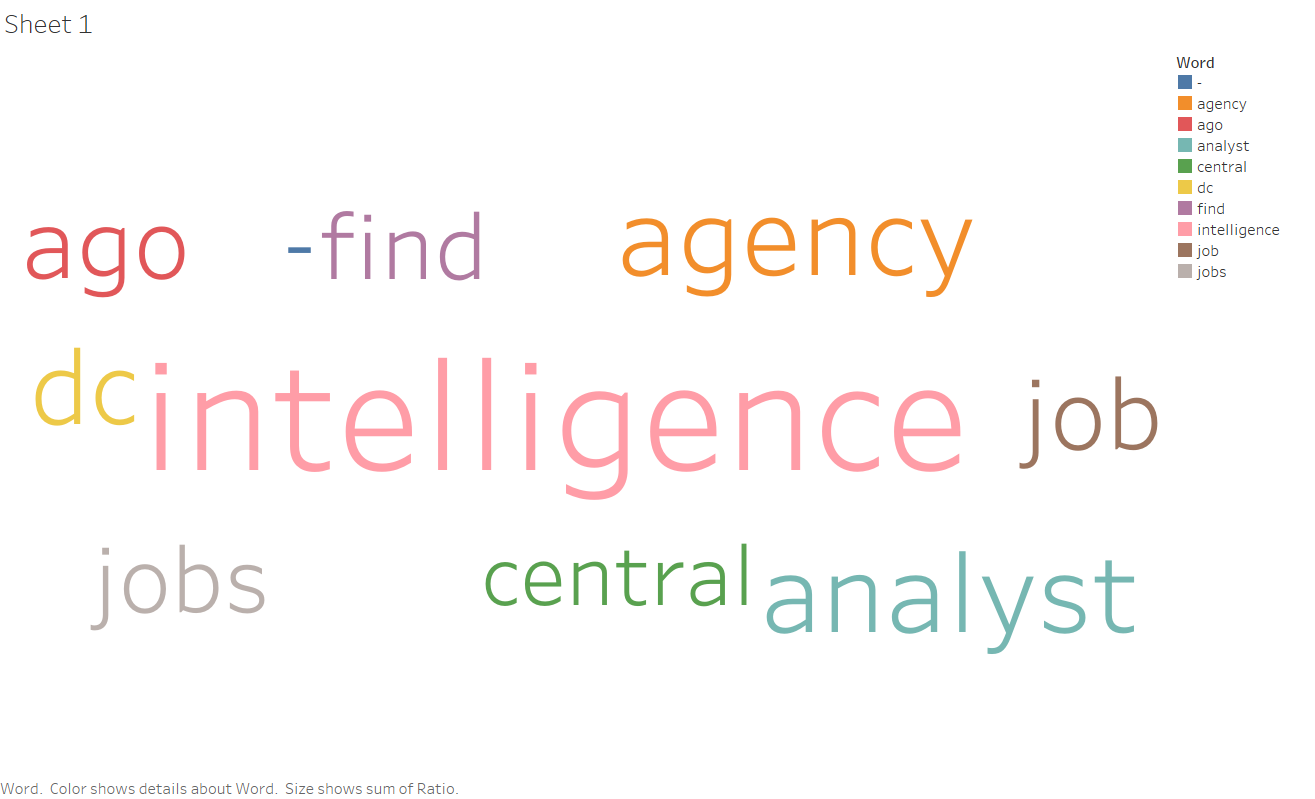 Sheet 1
Word
-
agency
ago
analyst
central
dc
find
intelligence
job
jobs
ago -find agency
dc intelligence job
jobs central analyst
Word. Color shows details about Word. Size shows sum of Ratio.